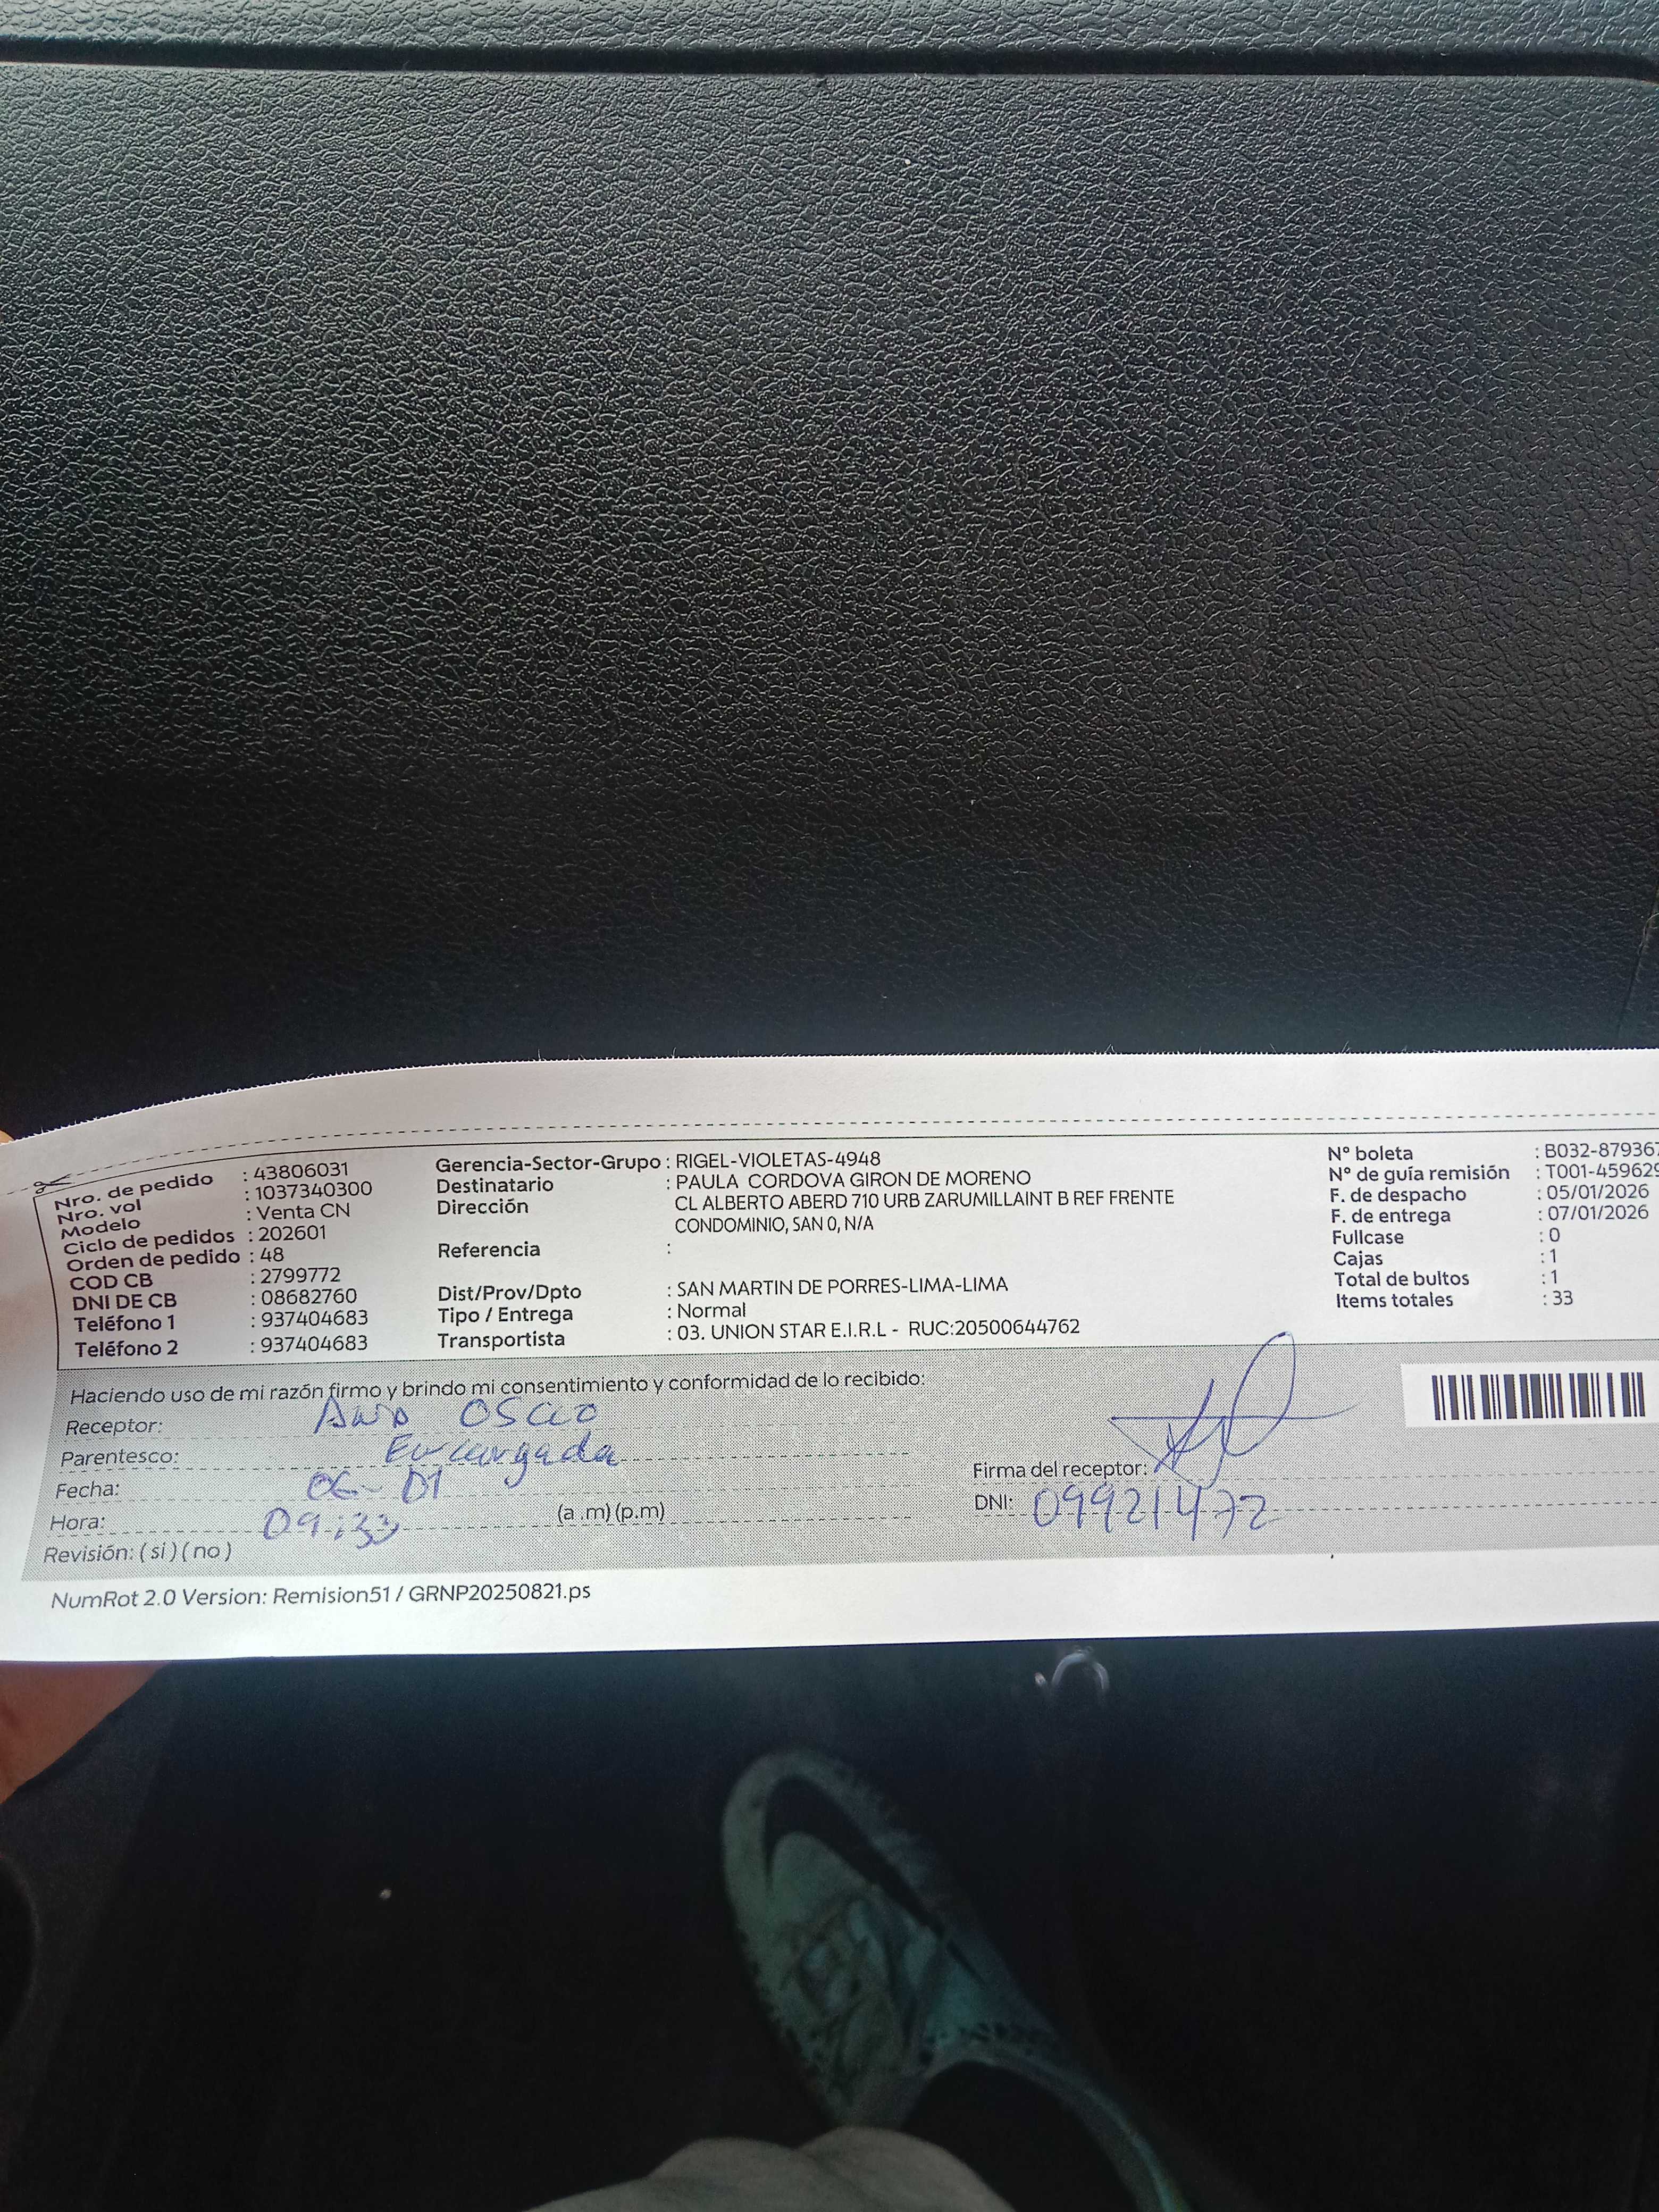 Nro. de pedido : 43806031
Nro. vol : 1037340300
Modelo : Venta CN
Ciclo de pedidos : 202601
Orden de pedido : 48
COD CB : 2799772
DNI DE CB : 08682760
Teléfono 1 : 937404683
Teléfono 2 : 937404683
Gerencia-Sector-Grupo : RIGEL-VIOLETAS-4948
Destinatario : PAULA CORDOVA GIRON DE MORENO
Dirección CL ALBERTO ABERD 710 URB ZARUMILLAINT B REF FRENTE
CONDOMINIO, SAN 0, N/A
Referencia :
Dist/Prov/Dpto : SAN MARTIN DE PORRES-LIMA-LIMA
Tipo / Entrega : Normal
Transportista : 03. UNION STAR E.I.R.L - RUC:20500644762
N° boleta : B032-879367
N° de guía remisión : T001-459629
F. de despacho : 05/01/2026
F. de entrega : 07/01/2026
Fullcase : 0
Cajas : 1
Total de bultos : 1
Items totales : 33
Haciendo uso de mi razón firmo y brindo mi consentimiento y conformidad de lo recibido:
Receptor:
Parentesco: Encargada
Fecha: 06-01
Hora: 09:33 (a .m) (p.m)
Revisión: ( si ) ( no )
Firma del receptor:
DNI: 09921472
NumRot 2.0 Version: Remision51 / GRNP20250821.ps